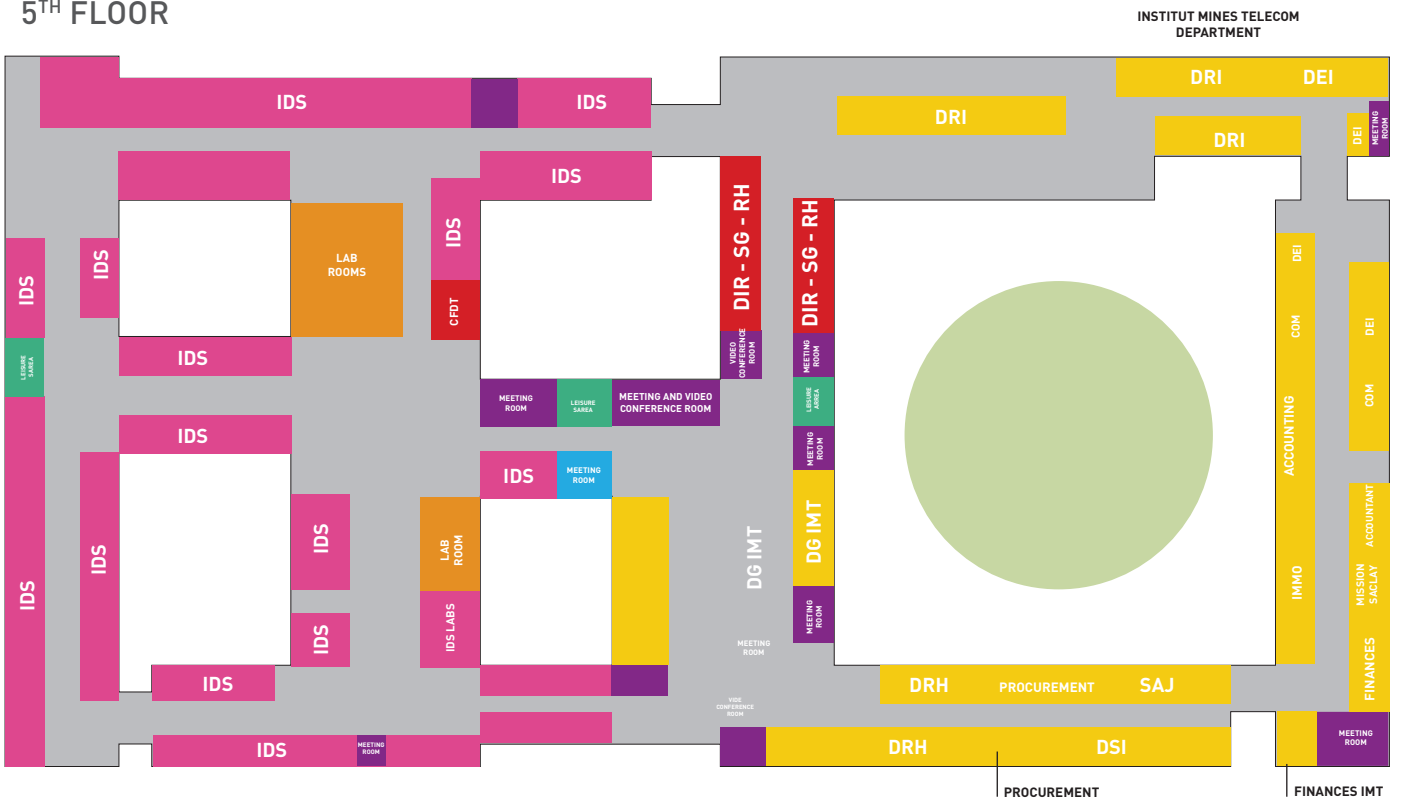 5TH FLOOR
INSTITUT MINES TELECOM
DEPARTMENT
DRI
DEI
IDS
IDS
DRI
DRI
DEI
MEETING
ROOM
IDS
IDS
IDS
IDS
LAB
ROOMS
CFDT
DIR - SG - RH
DIR - SG - RH
DEI
COM
ACCOUNTING
IMMO
DEI
COM
LEISURE
SAREA
IDS
VIDEO
CONFERENCE
ROOM
MEETING
ROOM
MEETING
ROOM
LEISURE
SAREA
MEETING AND VIDEO
CONFERENCE ROOM
LEISURE
ARREA
IDS
MEETING
ROOM
IDS
MEETING
ROOM
IDS
IDS
IDS
LAB
ROOM
DG IMT
DG IMT
ACCOUNTANT
MISSION
SACLAY
FINANCES
IDS
IDS LABS
MEETING
ROOM
MEETING
ROOM
IDS
DRH
PROCUREMENT
SAJ
VIDE
CONFERENCE
ROOM
IDS
MEETING
ROOM
DRH
DSI
MEETING
ROOM
PROCUREMENT
FINANCES IMT